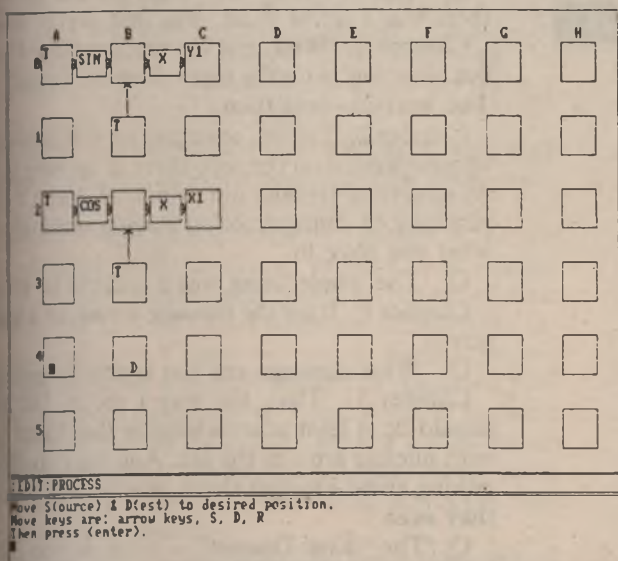 A B C D E F G H
0 T SIN X Y1
1 T
2 T COS X X1
3 T
4 D
5
EDIT:PROCESS
Move S(ource) & D(est) to desired position.
Move keys are: arrow keys, S, D, R
Then press (enter).